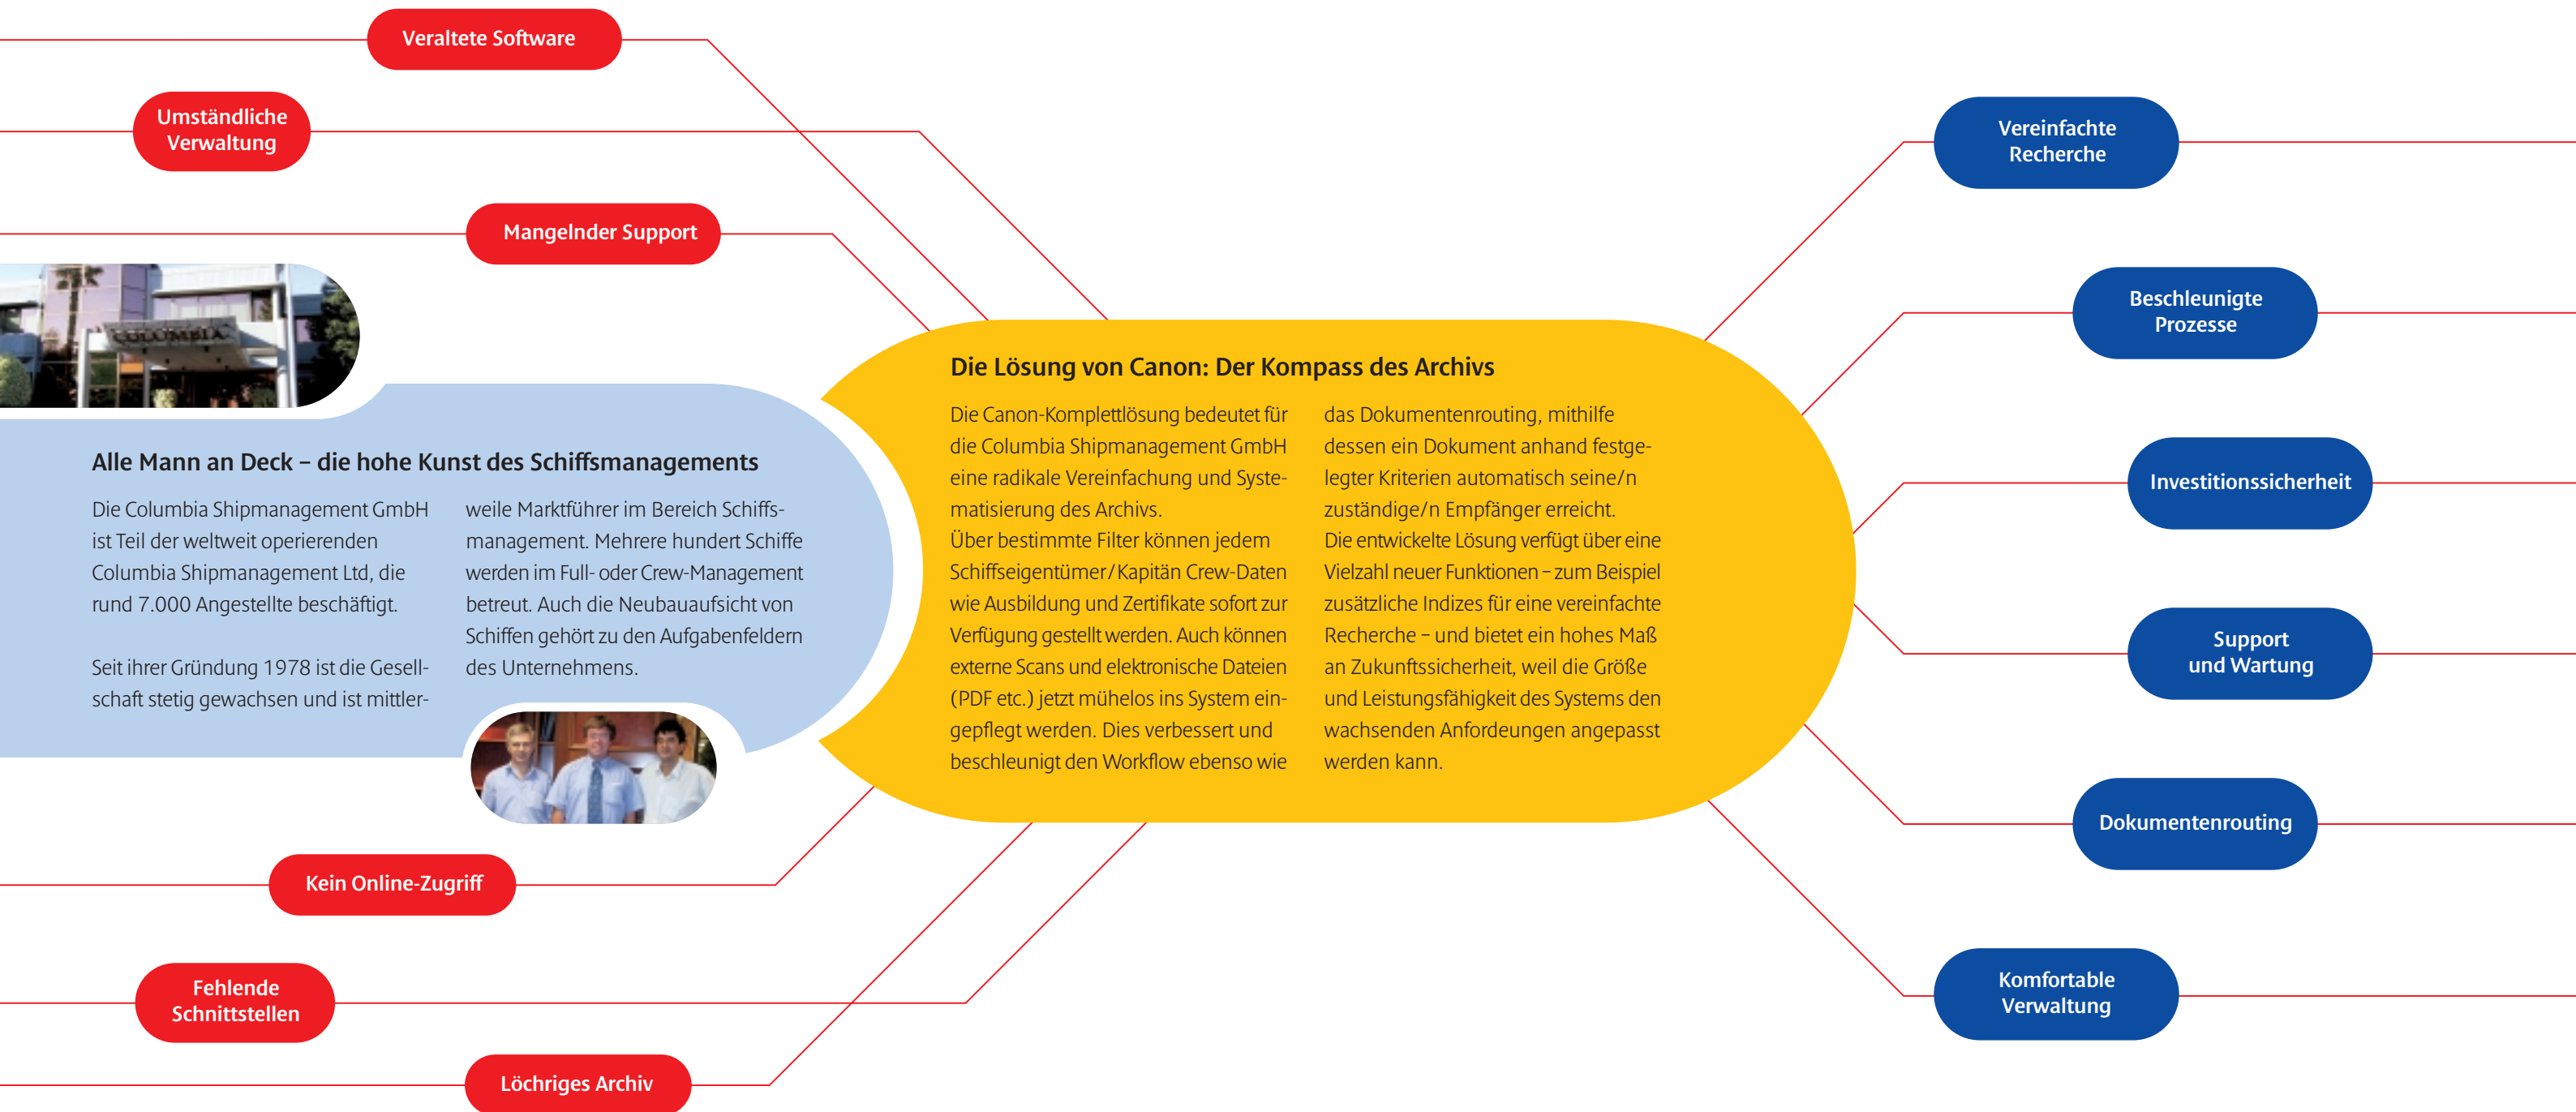 Veraltete Software
Umständliche
Verwaltung
Mangelnder Support
COLUMBIA
Alle Mann an Deck – die hohe Kunst des Schiffsmanagements
Die Columbia Shipmanagement GmbH
ist Teil der weltweit operierenden
Columbia Shipmanagement Ltd, die
rund 7.000 Angestellte beschäftigt.
Seit ihrer Gründung 1978 ist die Gesell-
schaft stetig gewachsen und ist mittler-
weile Marktführer im Bereich Schiffs-
management. Mehrere hundert Schiffe
werden im Full- oder Crew-Management
betreut. Auch die Neubauaufsicht von
Schiffen gehört zu den Aufgabenfeldern
des Unternehmens.
Kein Online-Zugriff
Fehlende
Schnittstellen
Löchriges Archiv
Die Lösung von Canon: Der Kompass des Archivs
Die Canon-Komplettlösung bedeutet für
die Columbia Shipmanagement GmbH
eine radikale Vereinfachung und Syste-
matisierung des Archivs.
Über bestimmte Filter können jedem
Schiffseigentümer/Kapitän Crew-Daten
wie Ausbildung und Zertifikate sofort zur
Verfügung gestellt werden. Auch können
externe Scans und elektronische Dateien
(PDF etc.) jetzt mühelos ins System ein-
gepflegt werden. Dies verbessert und
beschleunigt den Workflow ebenso wie
das Dokumentenrouting, mithilfe
dessen ein Dokument anhand festge-
legter Kriterien automatisch seine/n
zuständige/n Empfänger erreicht.
Die entwickelte Lösung verfügt über eine
Vielzahl neuer Funktionen – zum Beispiel
zusätzliche Indizes für eine vereinfachte
Recherche – und bietet ein hohes Maß
an Zukunftssicherheit, weil die Größe
und Leistungsfähigkeit des Systems den
wachsenden Anfordeungen angepasst
werden kann.
Vereinfachte
Recherche
Beschleunigte
Prozesse
Investitionssicherheit
Support
und Wartung
Dokumentenrouting
Komfortable
Verwaltung